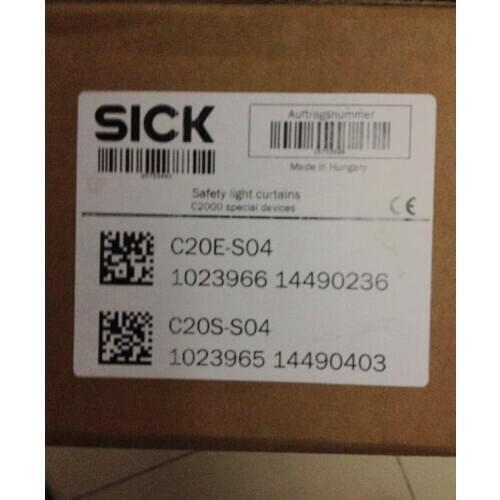 SICK
Auftragsnummer
Made in Hungary
Safety light curtains
C2000 special devices
CE
C20E-S04
1023966 14490236
C20S-S04
1023965 14490403